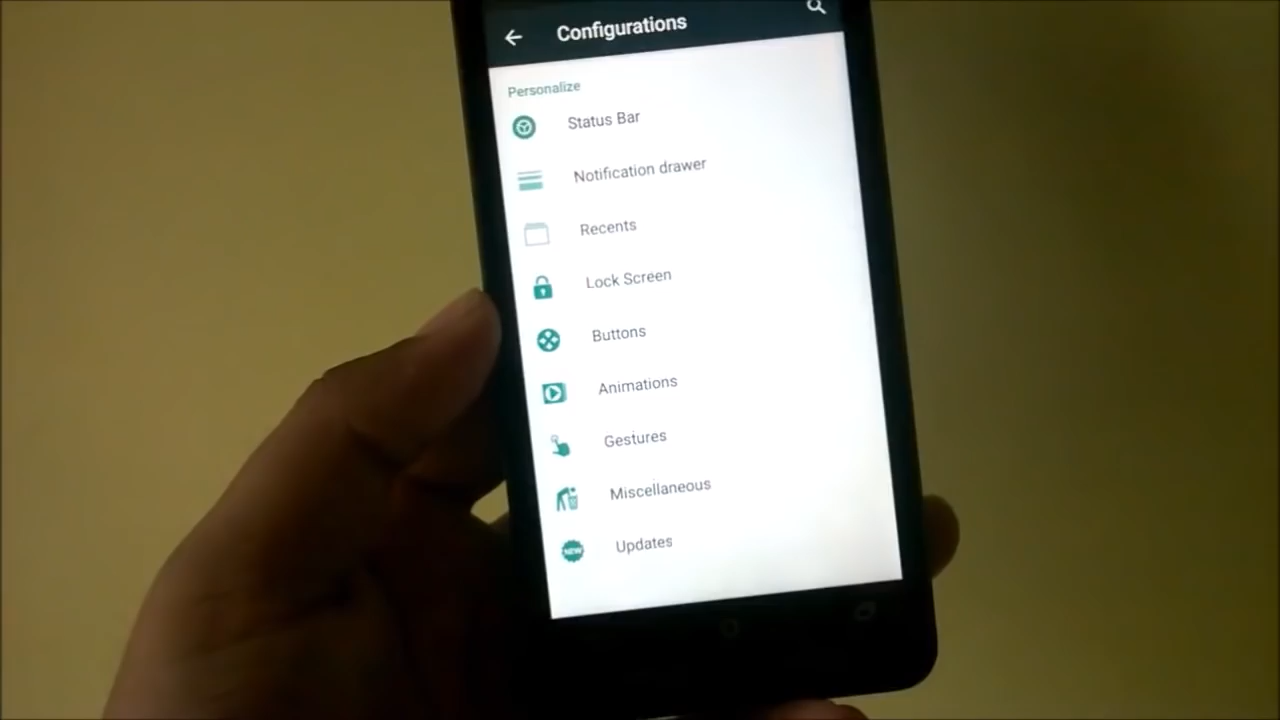 Configurations
Personalize
Status Bar
Notification drawer
Recents
Lock Screen
Buttons
Animations
Gestures
Miscellaneous
NEW
Updates